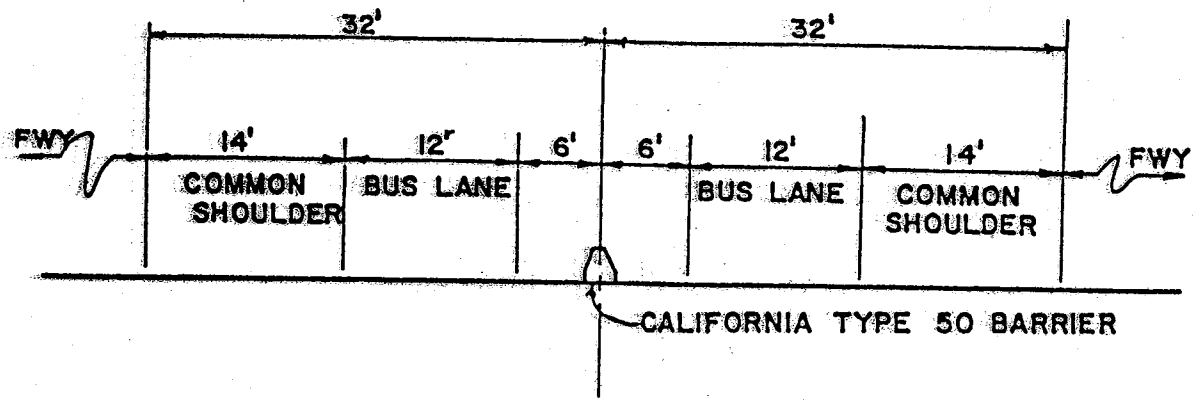 32' 32'
FWY 14' 12' 6' 6' 12' 14' FWY
COMMON BUS LANE BUS LANE COMMON
SHOULDER SHOULDER
CALIFORNIA TYPE 50 BARRIER